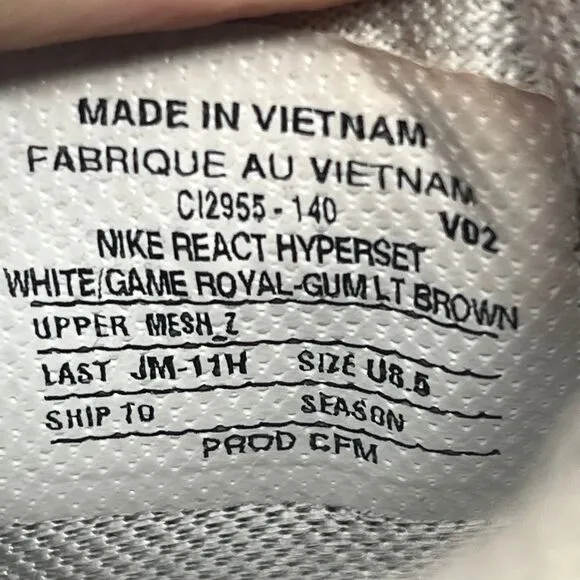 MADE IN VIETNAM
FABRIQUE AU VIETNAM
CI2955-140 V02
NIKE REACT HYPERSET
WHITE/GAME ROYAL-GUM LT BROWN
UPPER MESH_Z
LAST JM-11H SIZE U8.5
SHIP TO SEASON
PROD CFM